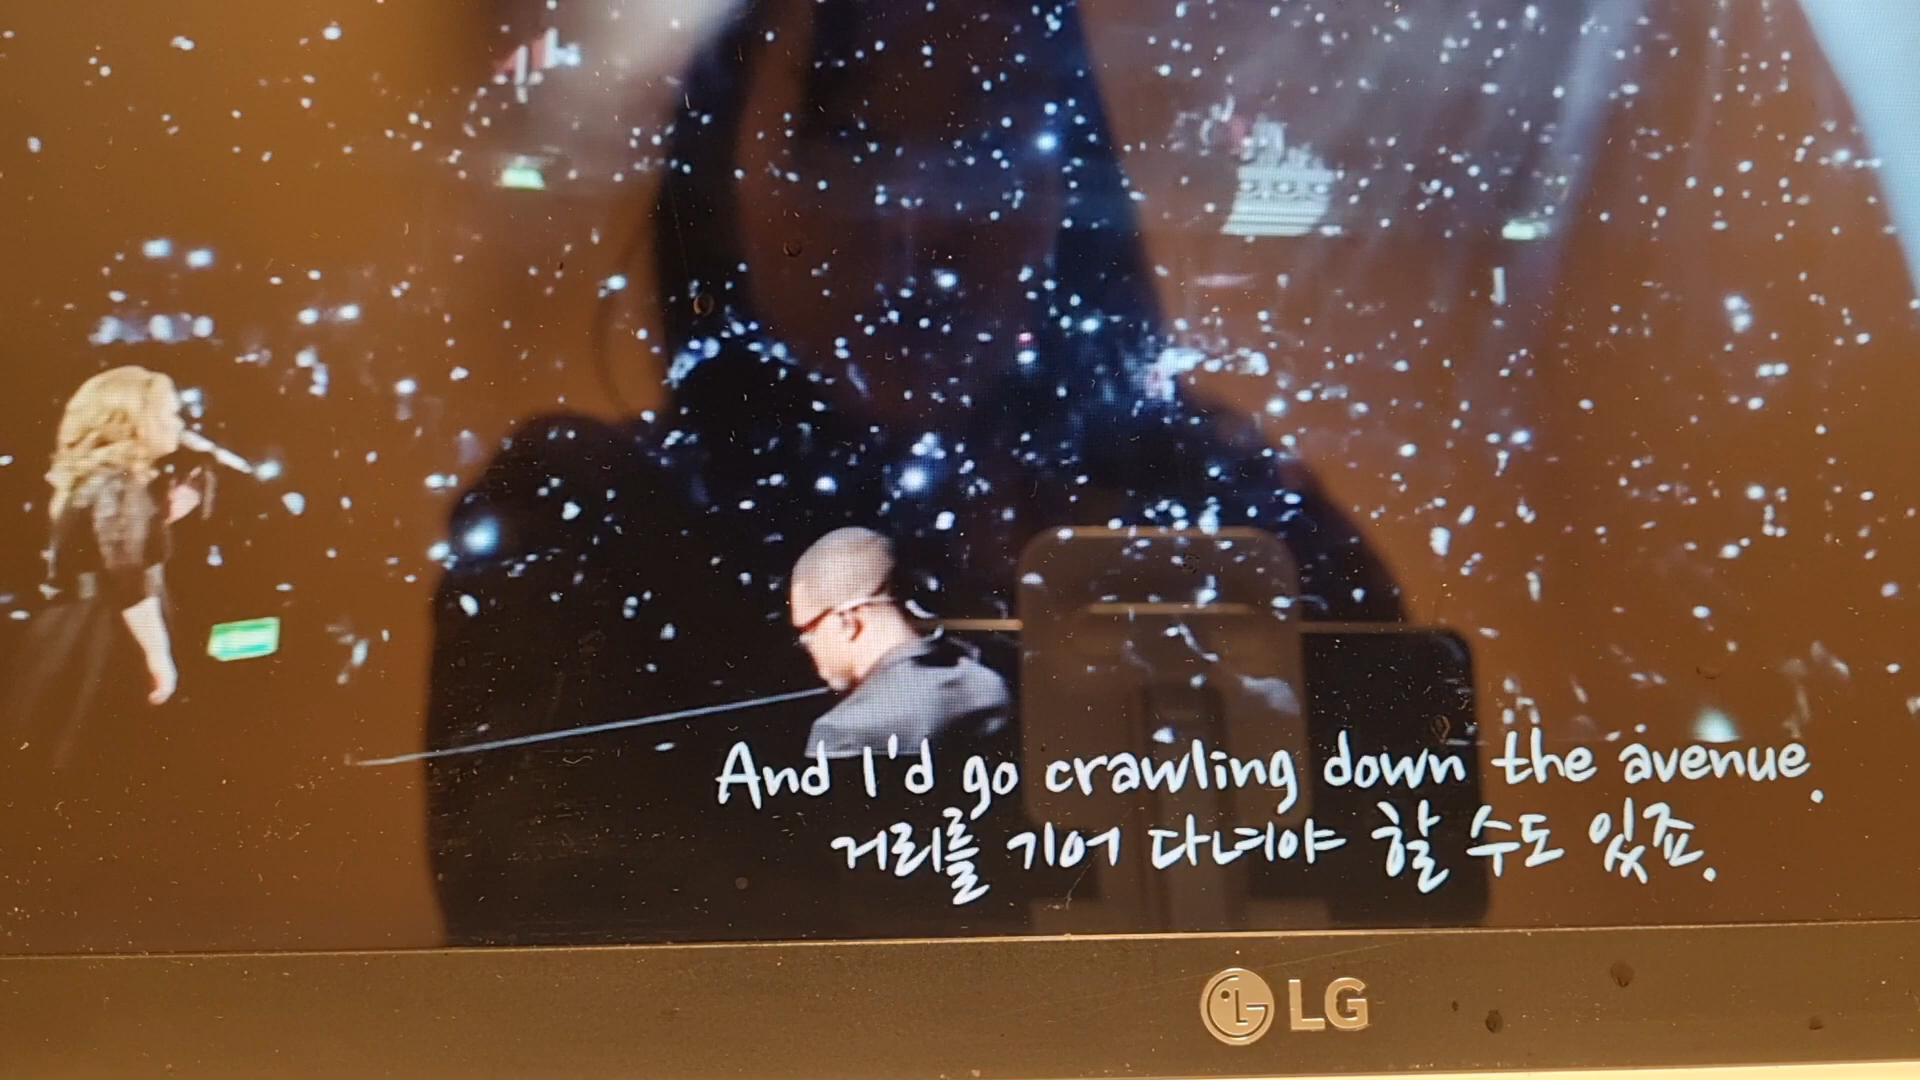 And I'd go crawling down the avenue.
거리를 기어 다녀야 할 수도 있죠.
LG